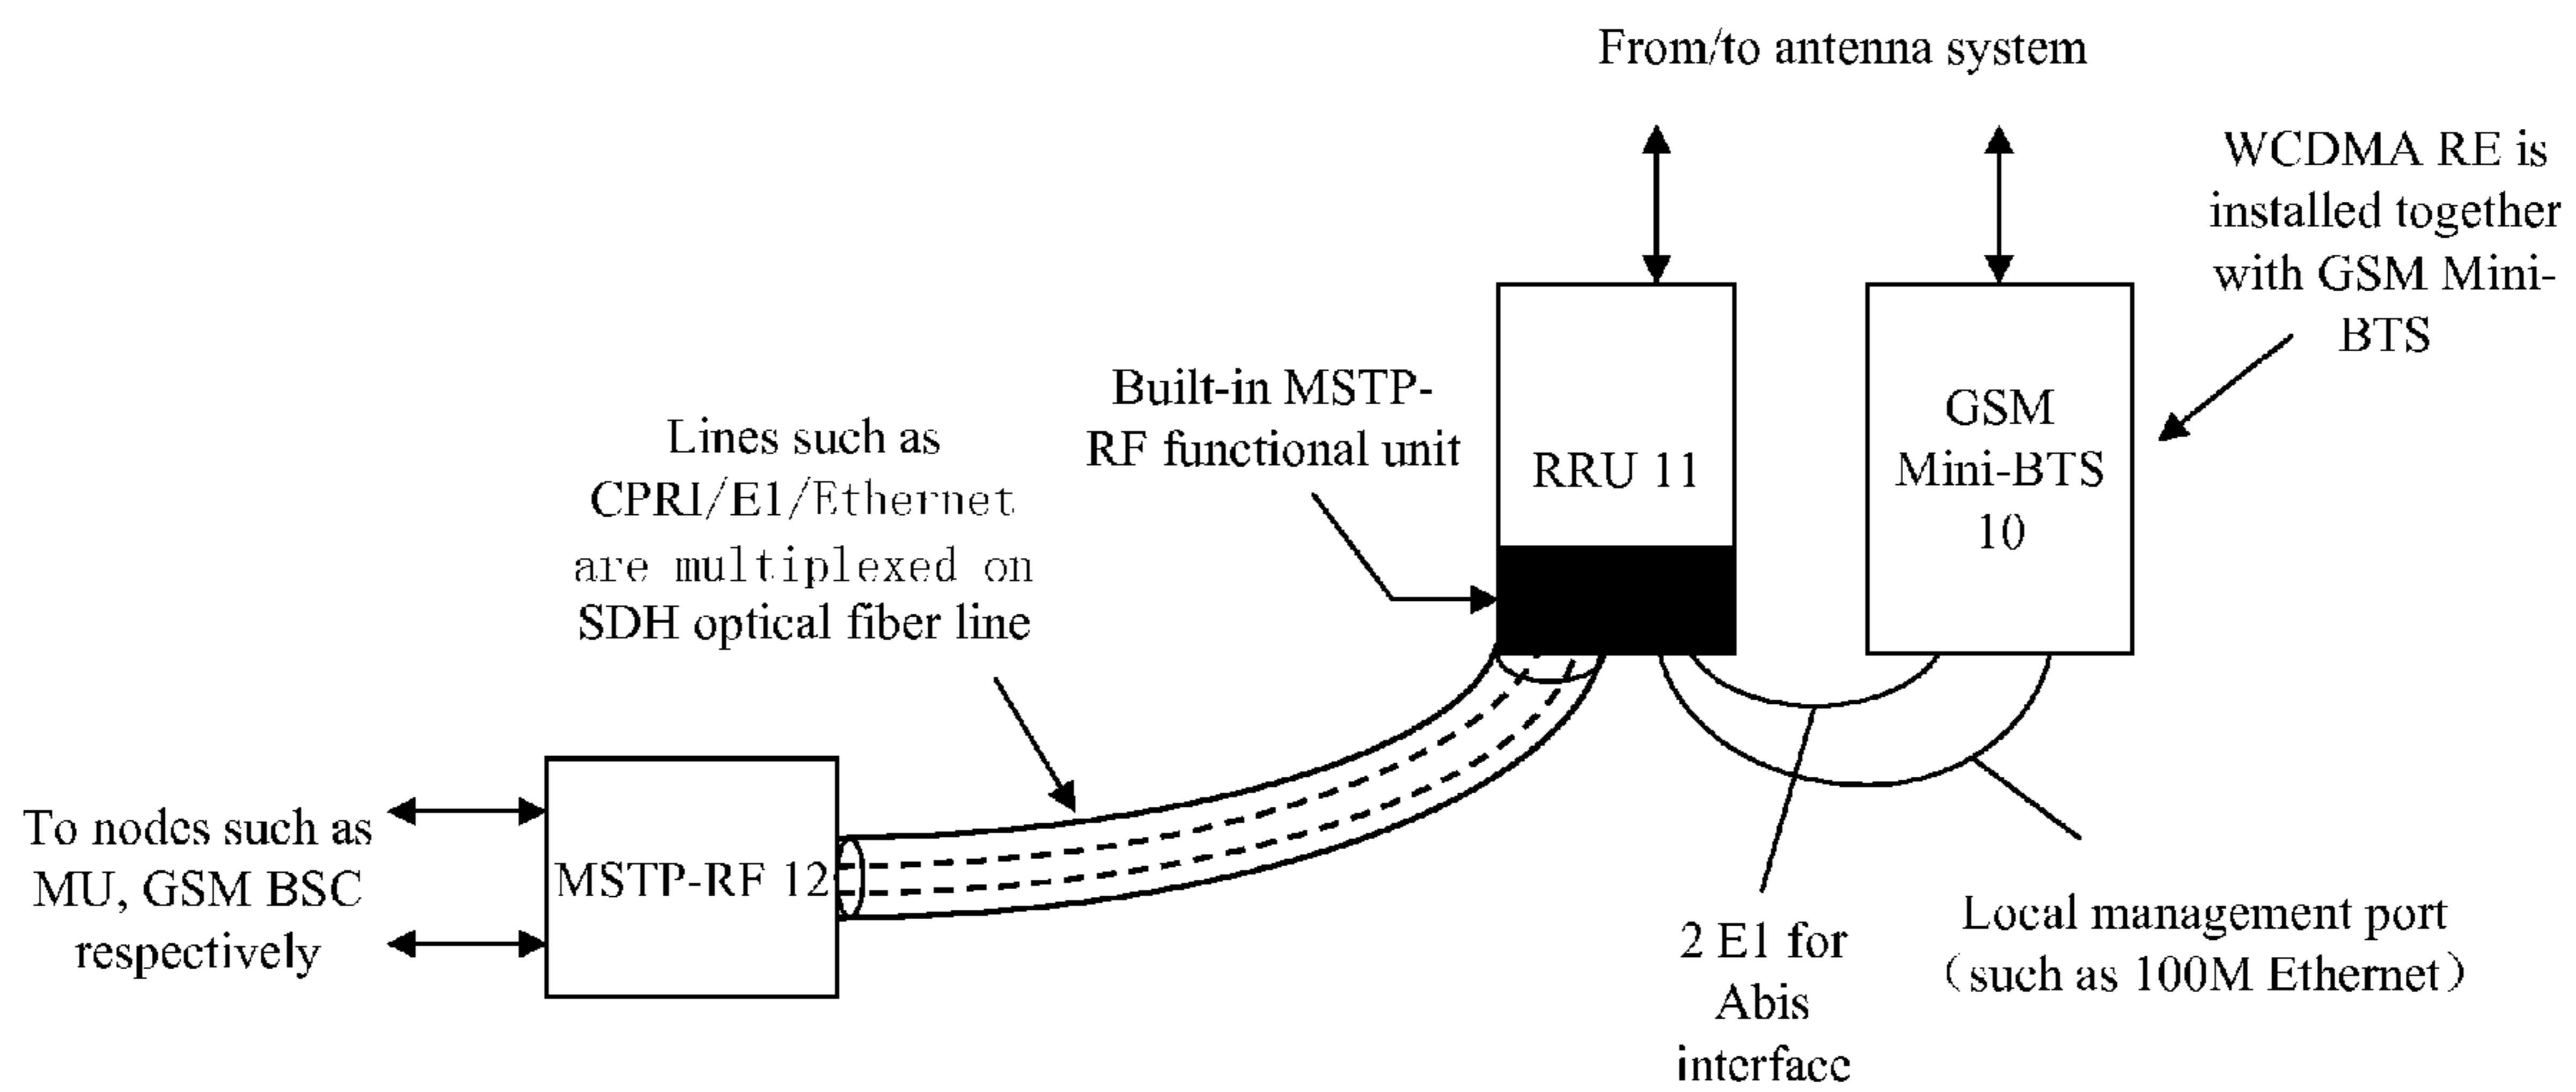 From/to antenna system
WCDMA RE is
installed together
with GSM Mini-
BTS
Built-in MSTP-
RF functional unit
GSM
Mini-BTS
10
RRU 11
Lines such as
CPRI/E1/Ethernet
are multiplexed on
SDH optical fiber line
To nodes such as
MU, GSM BSC
respectively
MSTP-RF 12
2 E1 for
Abis
interface
Local management port
(such as 100M Ethernet)